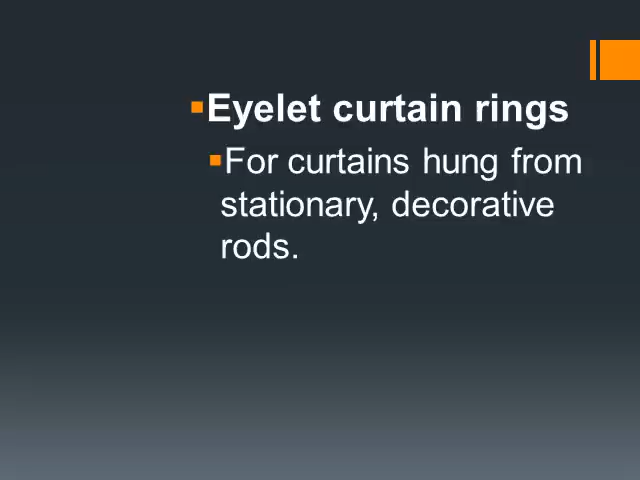 ▪Eyelet curtain rings
▪For curtains hung from
stationary, decorative
rods.